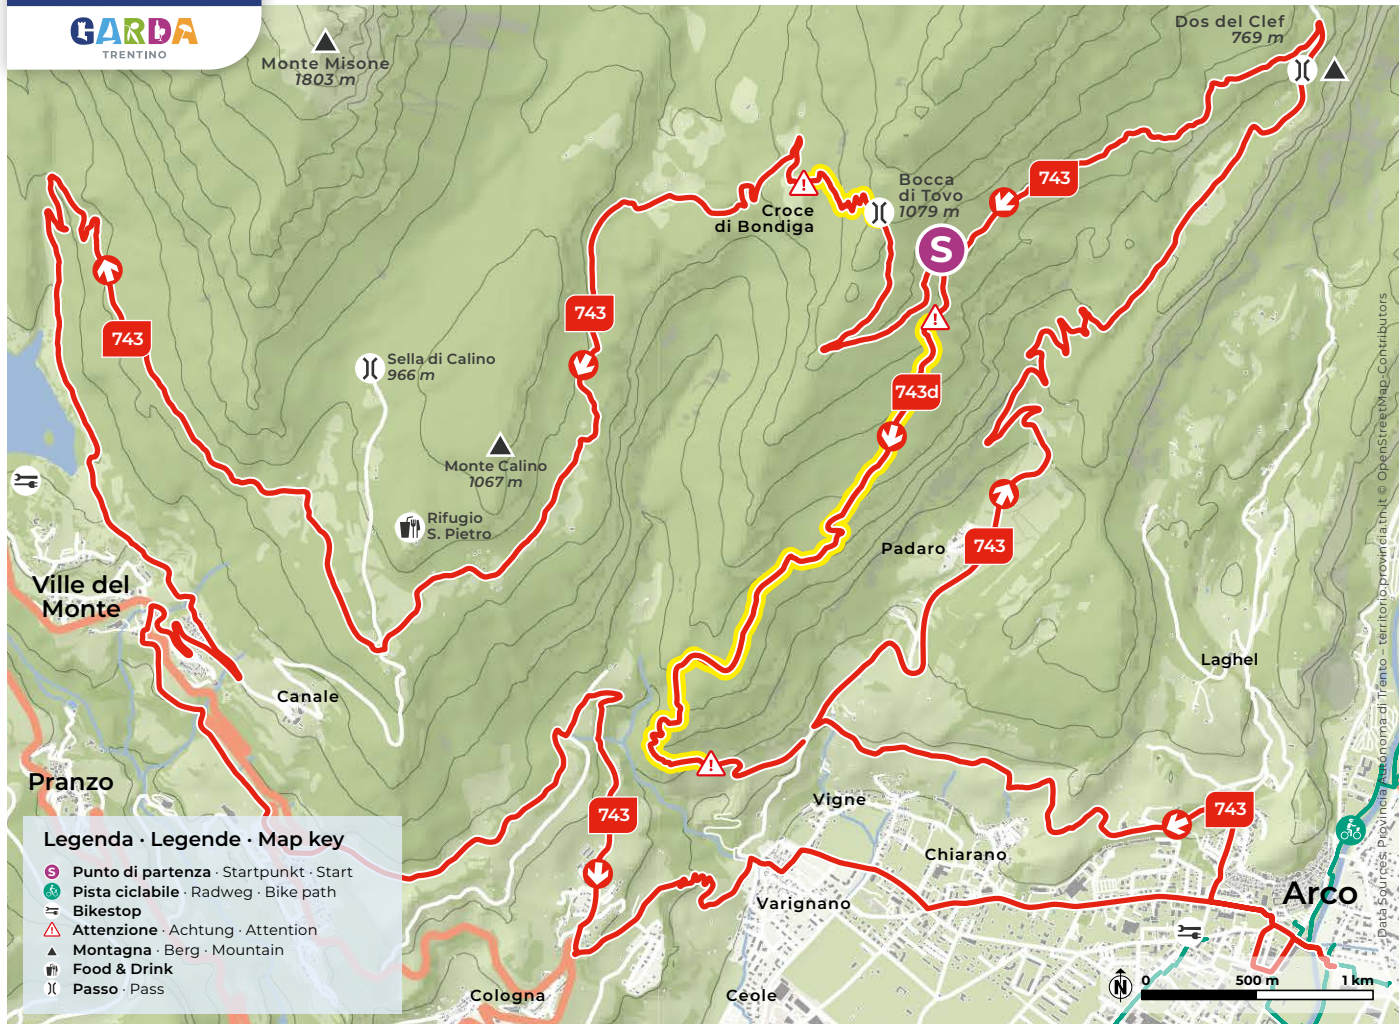 GARDA
TRENTINO
Monte Misone
1803 m
Dos del Clef
769 m
743
Bocca
di Tovo
1079 m
Croce
di Bondiga
S
743
743
Sella di Calino
966 m
743d
Monte Calino
1067 m
Rifugio
S. Pietro
Padaro
743
Ville del
Monte
Laghel
Canale
Pranzo
Vigne
743
743
Chiarano
Arco
Varignano
Cologna
Ceole
Legenda · Legende · Map key
S Punto di partenza · Startpunkt · Start
Pista ciclabile · Radweg · Bike path
Bikestop
Attenzione · Achtung · Attention
Montagna · Berg · Mountain
Food & Drink
Passo · Pass
N
0 500 m 1 km
Data Sources: Provincia Autonoma di Trento – territorio.provincia.tn.it © OpenStreetMap-Contributors